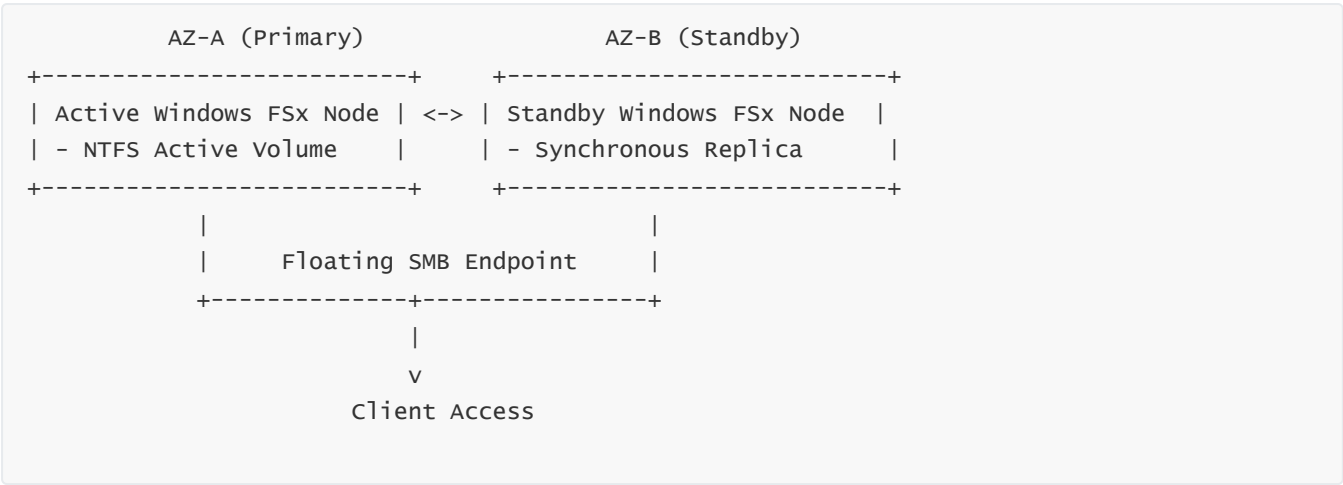 AZ-A (Primary)                 AZ-B (Standby)
+--------------------------+     +---------------------------+
| Active Windows FSx Node | <-> | Standby Windows FSx Node  |
| - NTFS Active Volume    |     | - Synchronous Replica      |
+--------------------------+     +---------------------------+
            |                               |
            |     Floating SMB Endpoint     |
            +--------------+----------------+
                           |
                           v
                       Client Access